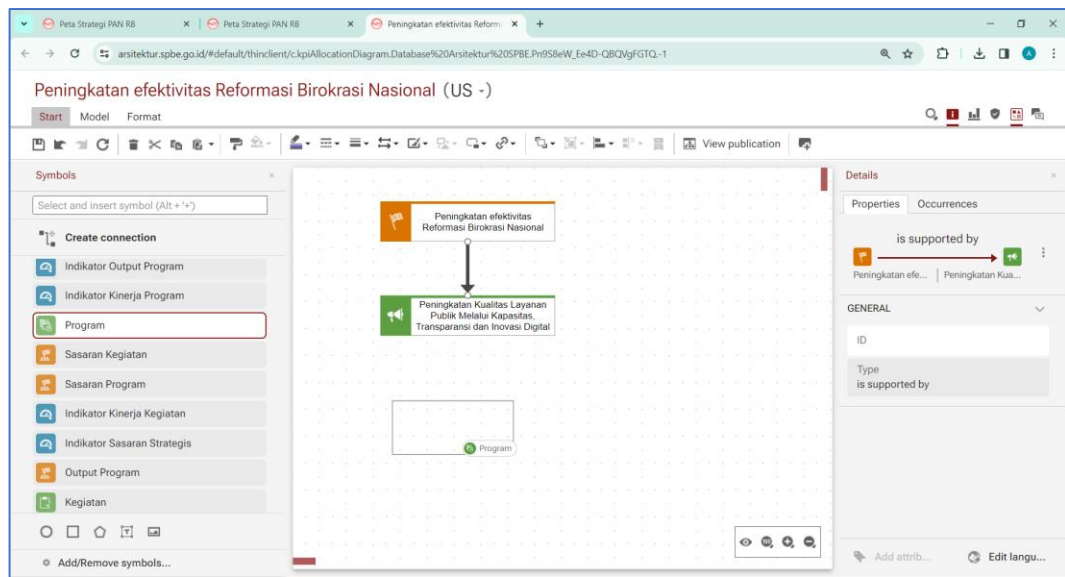 Peta Strategi PAN RB
Peta Strategi PAN RB
Peningkatan efektivitas Reform
arsitektur.spbe.go.id/#default/thinclient/c.kpiAllocationDiagram.Database%20Arsitektur%20SPBE.Pn9S8eW_Ee4D-QBQVgFGTQ.-1
Peningkatan efektivitas Reformasi Birokrasi Nasional (US -)
Start Model Format
View publication
Symbols
Select and insert symbol (Alt + '+')
Create connection
Indikator Output Program
Indikator Kinerja Program
Program
Sasaran Kegiatan
Sasaran Program
Indikator Kinerja Kegiatan
Indikator Sasaran Strategis
Output Program
Kegiatan
Add/Remove symbols...
Peningkatan efektivitas
Reformasi Birokrasi Nasional
Peningkatan Kualitas Layanan
Publik Melalui Kapasitas,
Transparansi dan Inovasi Digital
Program
Details
Properties Occurrences
is supported by
Peningkatan efe... Peningkatan Kua...
GENERAL
ID
Type
is supported by
Add attrib... Edit langu...